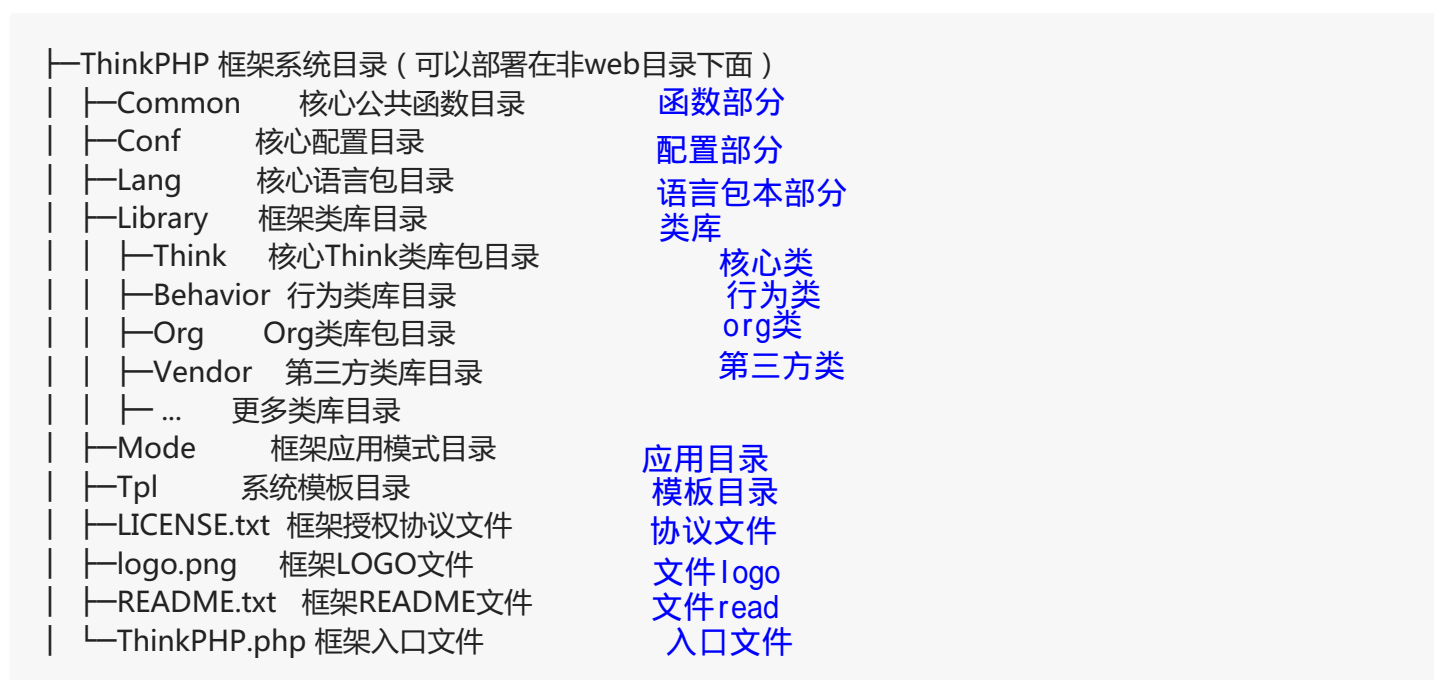 ├─ThinkPHP 框架系统目录（可以部署在非web目录下面）
│ ├─Common 核心公共函数目录 函数部分
│ ├─Conf 核心配置目录 配置部分
│ ├─Lang 核心语言包目录 语言包本部分
│ ├─Library 框架类库目录 类库
│ │ ├─Think 核心Think类库包目录 核心类
│ │ ├─Behavior 行为类库目录 行为类
│ │ ├─Org Org类库包目录 org类
│ │ ├─Vendor 第三方类库目录 第三方类
│ │ ├─ ... 更多类库目录
│ ├─Mode 框架应用模式目录 应用目录
│ ├─Tpl 系统模板目录 模板目录
│ ├─LICENSE.txt 框架授权协议文件 协议文件
│ ├─logo.png 框架LOGO文件 文件logo
│ ├─README.txt 框架README文件 文件read
│ └─ThinkPHP.php 框架入口文件 入口文件